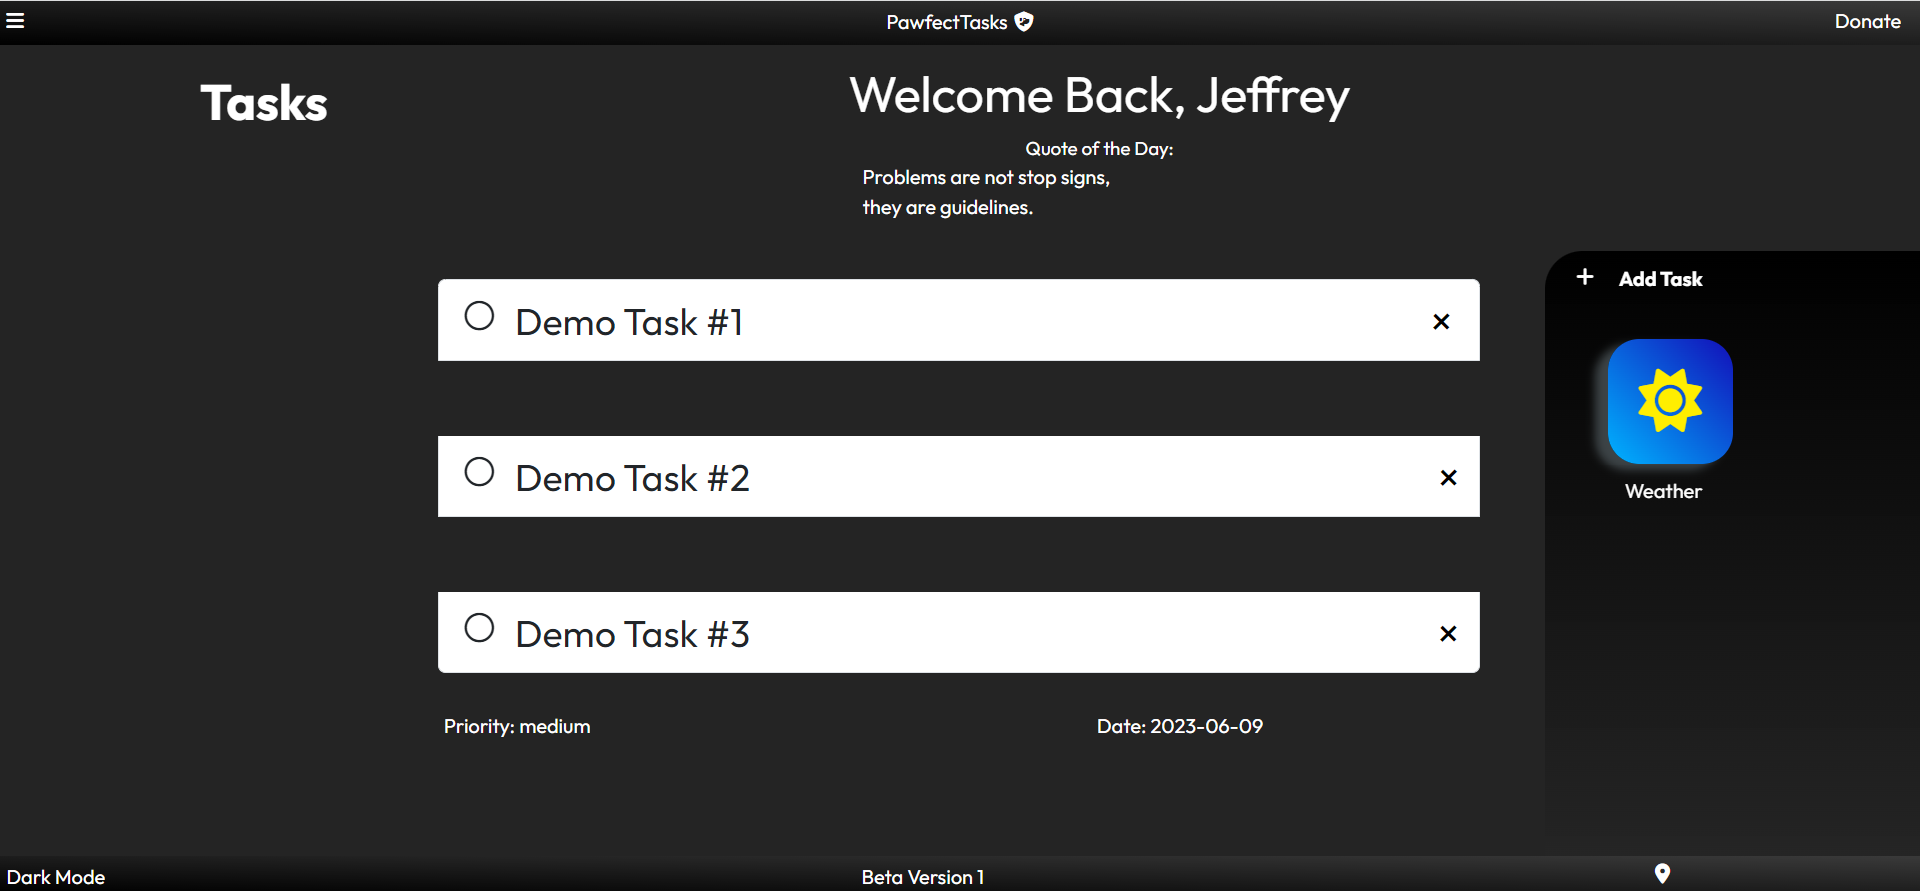 PawfectTasks
Donate
Tasks
Welcome Back, Jeffrey
Quote of the Day:
Problems are not stop signs,
they are guidelines.
Add Task
Demo Task #1
Weather
Demo Task #2
Demo Task #3
Priority: medium
Date: 2023-06-09
Dark Mode
Beta Version 1